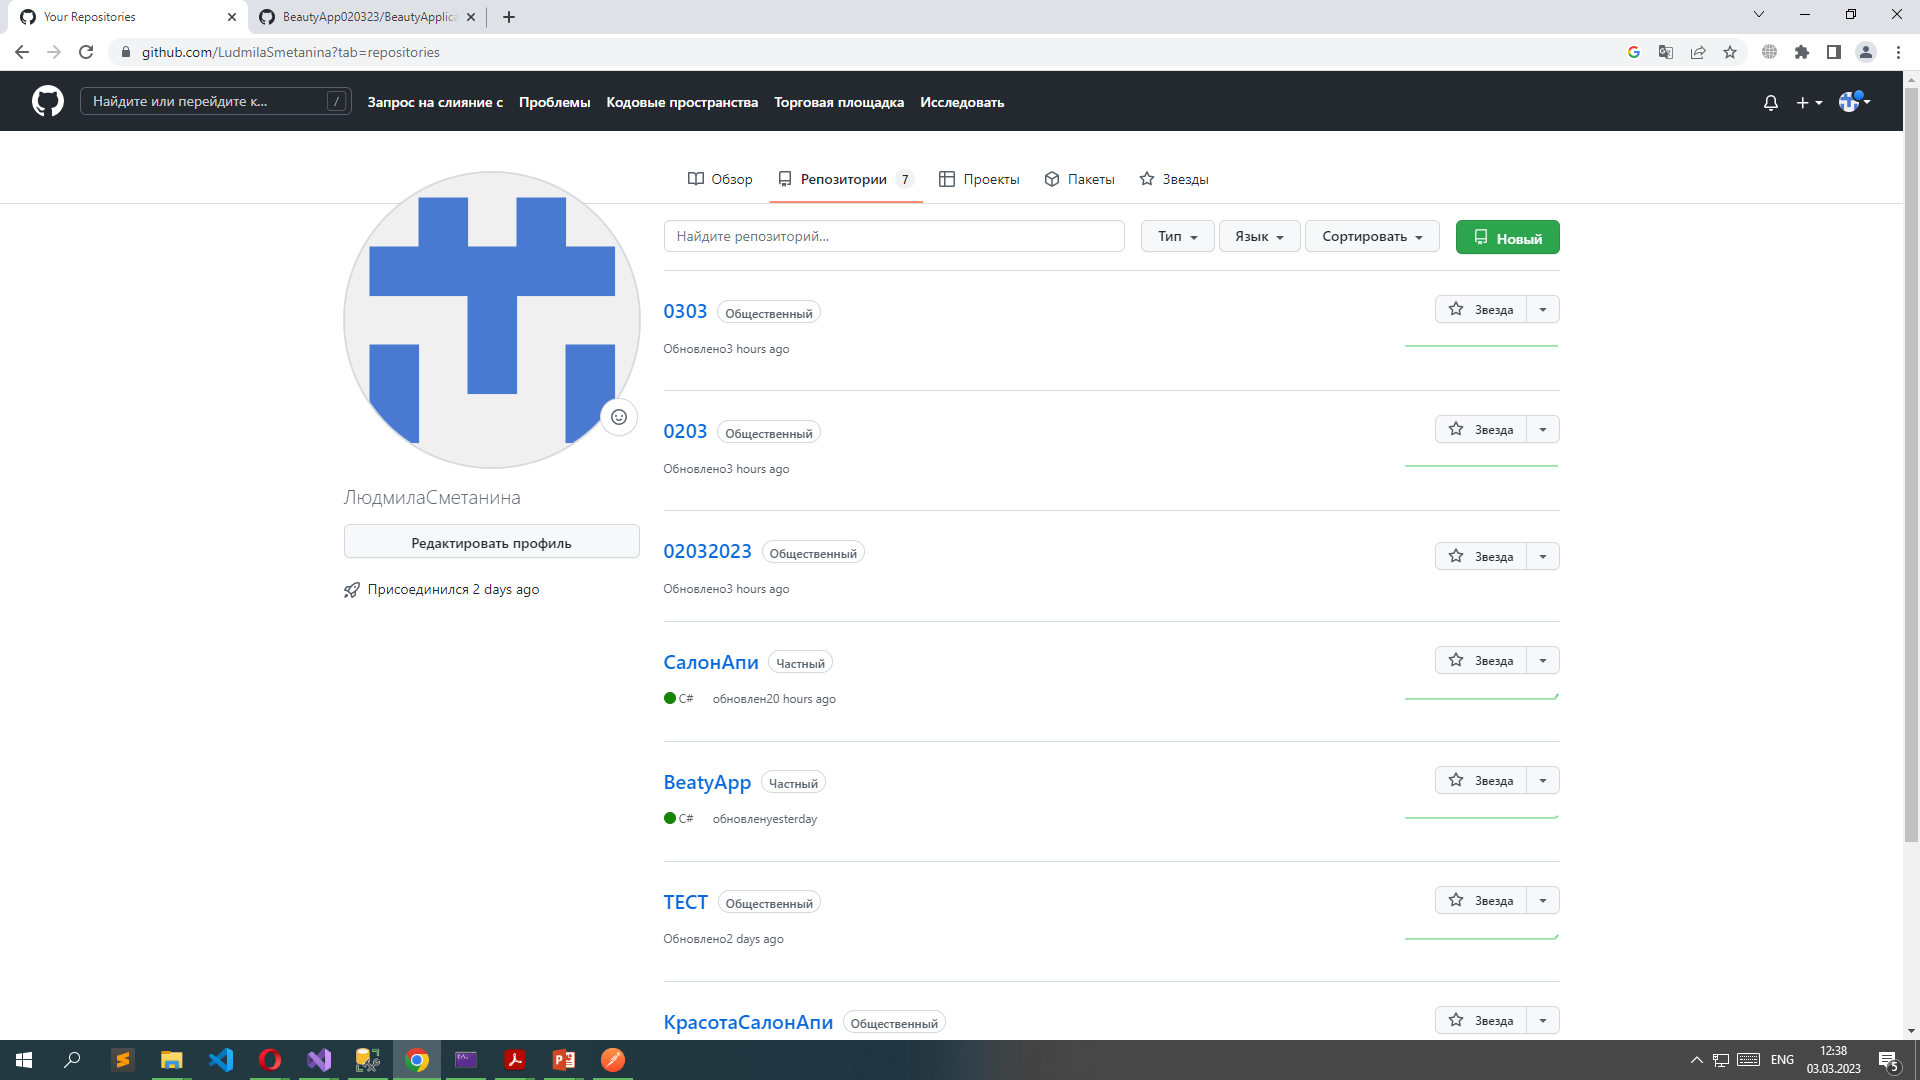 Your Repositories
BeautyApp020323/BeautyApplica
github.com/LudmilaSmetanina?tab=repositories
Найдите или перейдите к...
/
Запрос на слияние с
Проблемы
Кодовые пространства
Торговая площадка
Исследовать
Обзор
Репозитории 7
Проекты
Пакеты
Звезды
Найдите репозиторий...
Тип
Язык
Сортировать
Новый
ЛюдмилаСметанина
Редактировать профиль
Присоединился 2 days ago
0303 Общественный
Звезда
Обновлено3 hours ago
0203 Общественный
Звезда
Обновлено3 hours ago
02032023 Общественный
Звезда
Обновлено3 hours ago
СалонАпи Частный
Звезда
C# обновлен20 hours ago
BeatyApp Частный
Звезда
C# обновленyesterday
ТЕСТ Общественный
Звезда
Обновлено2 days ago
КрасотаСалонАпи Общественный
Звезда
ENG
12:38
03.03.2023
5